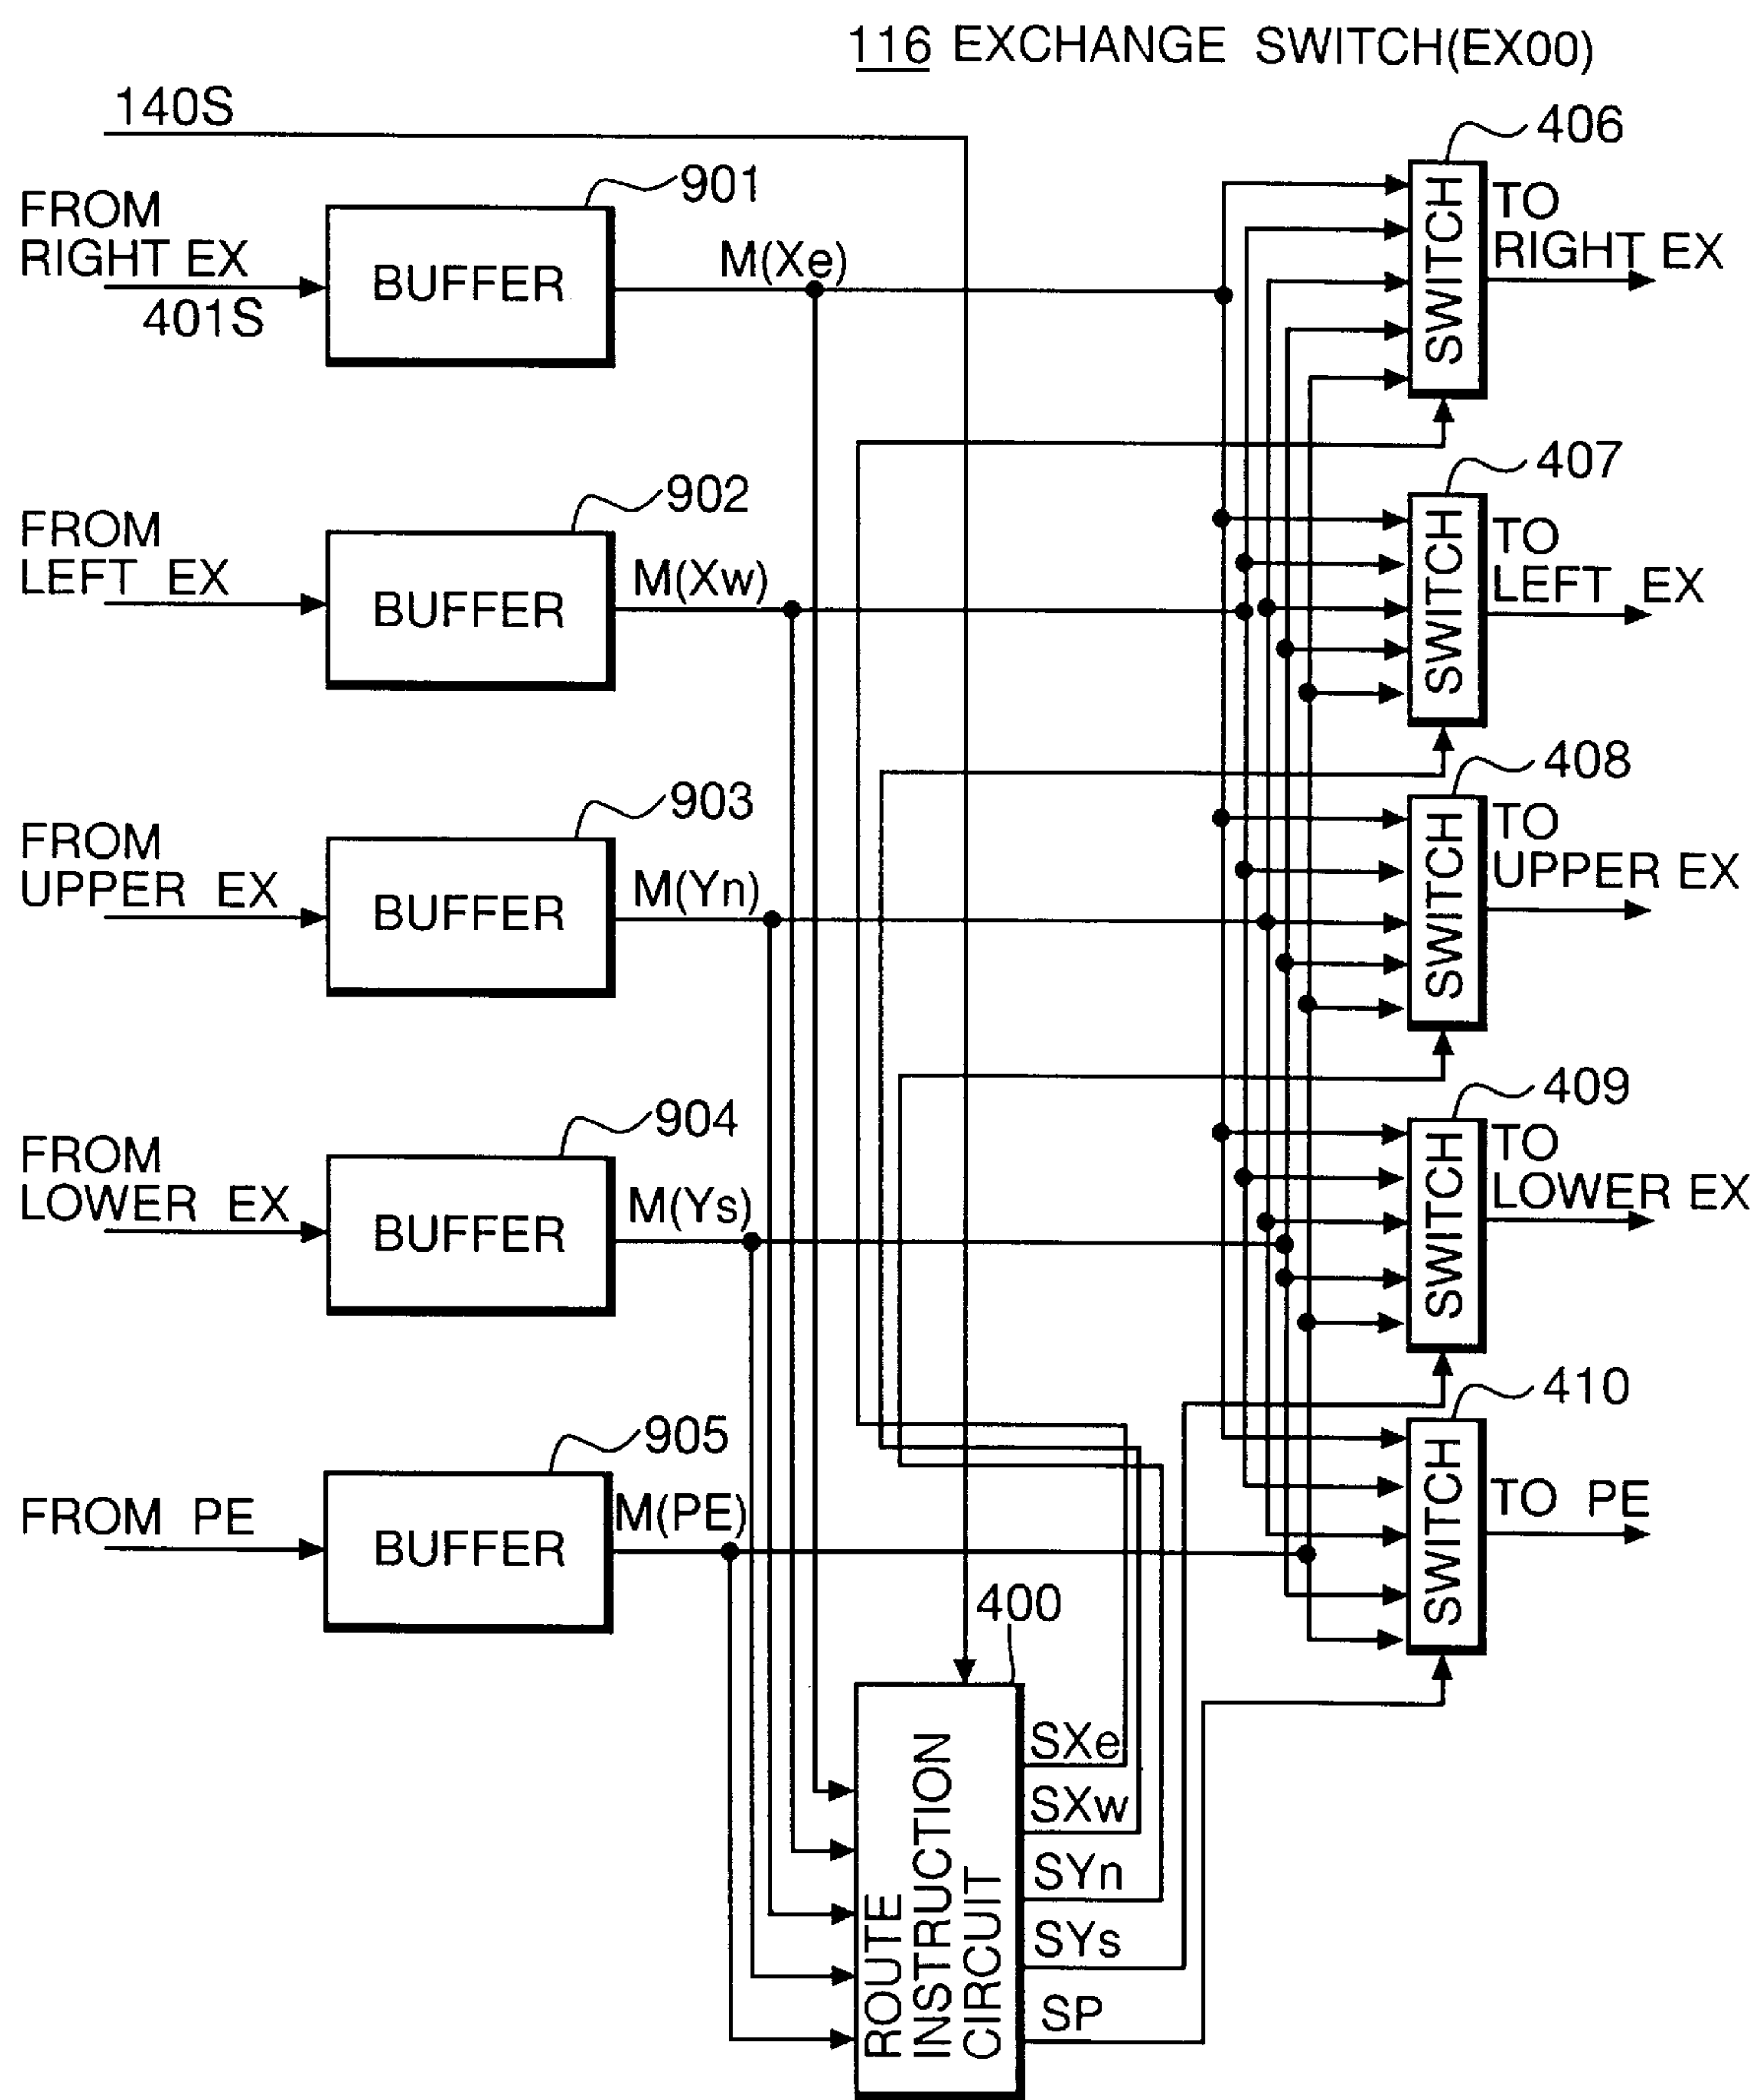 116 EXCHANGE SWITCH(EX00)
140S
406
FROM
RIGHT EX
401S
901
BUFFER
M(Xe)
SWITCH
TO
RIGHT EX
407
FROM
LEFT EX
902
BUFFER
M(Xw)
SWITCH
TO
LEFT EX
408
FROM
UPPER EX
903
BUFFER
M(Yn)
SWITCH
TO
UPPER EX
409
FROM
LOWER EX
904
BUFFER
M(Ys)
SWITCH
TO
LOWER EX
410
FROM PE
905
BUFFER
M(PE)
SWITCH
TO PE
400
ROUTE
INSTRUCTION
CIRCUIT
SXe
SXw
SYn
SYs
SP